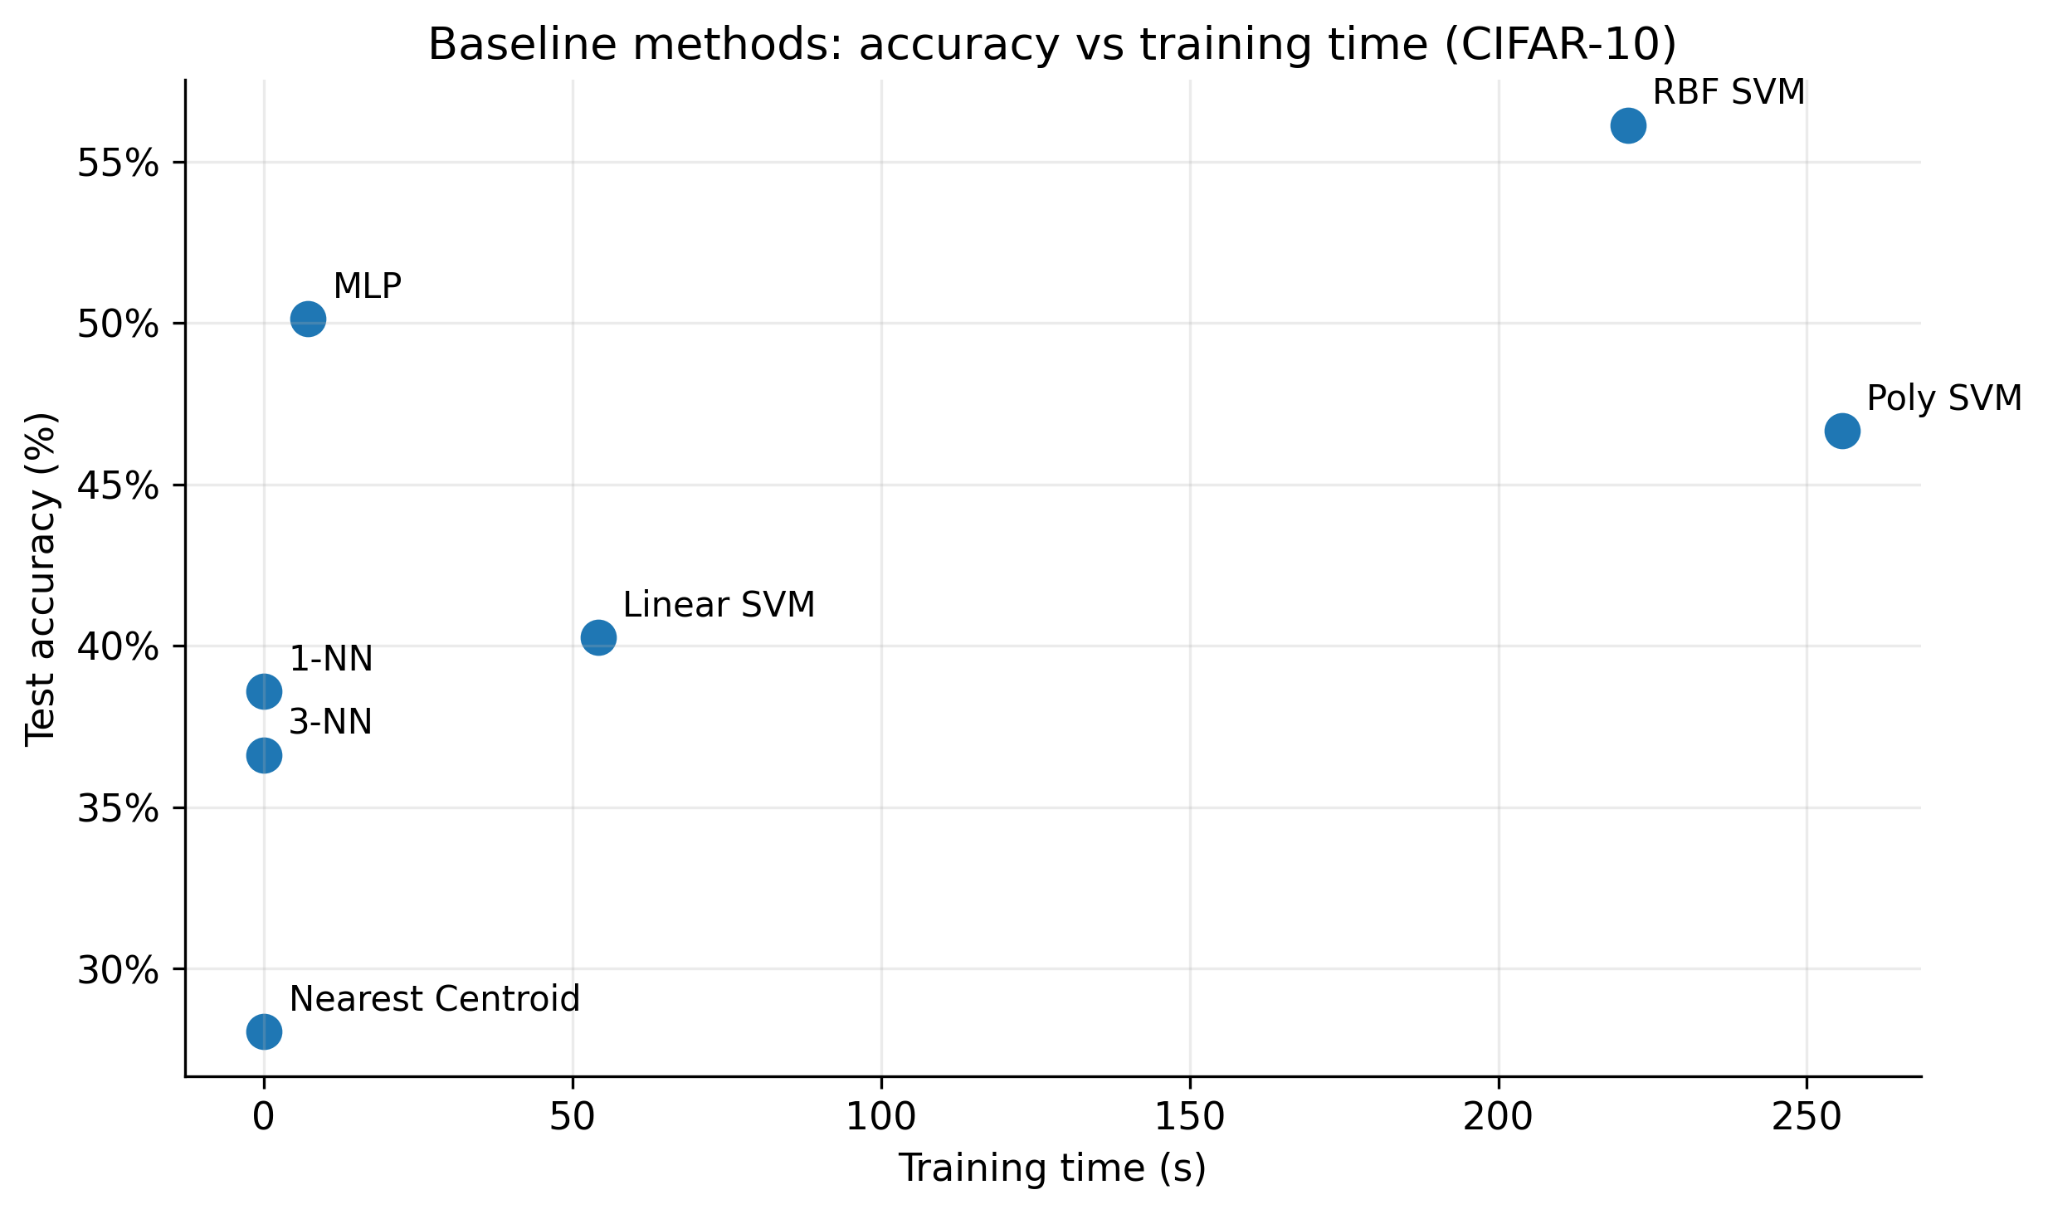 Baseline methods: accuracy vs training time (CIFAR-10)
RBF SVM
55%
MLP
50%
Poly SVM
45%
Linear SVM
40%
1-NN
3-NN
35%
30%
Nearest Centroid
Test accuracy (%)
0 50 100 150 200 250
Training time (s)